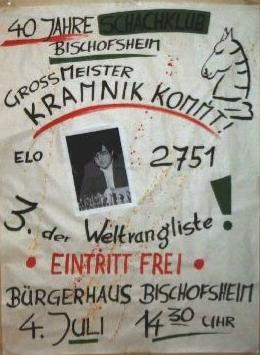 40 JAHRE SCHACHKLUB
BISCHOFSHEIM
GROSSMEISTER
KRAMNIK KOMMT!
ELO 2751
3. der Weltrangliste!
• EINTRITT FREI •
BÜRGERHAUS BISCHOFSHEIM
4. JULI 14 30 UHR